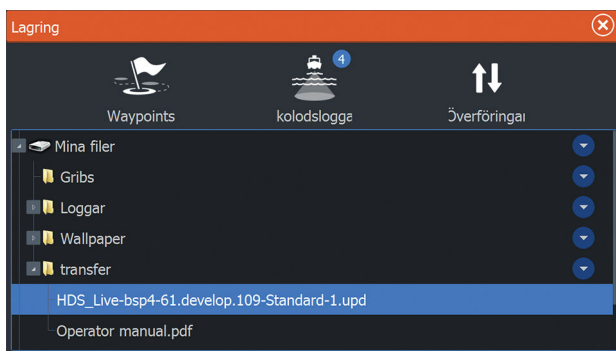 Lagring
4
Waypoints kolodslogga Överföringar
Mina filer
Gribs
Loggar
Wallpaper
transfer
HDS_Live-bsp4-61.develop.109-Standard-1.upd
Operator manual.pdf